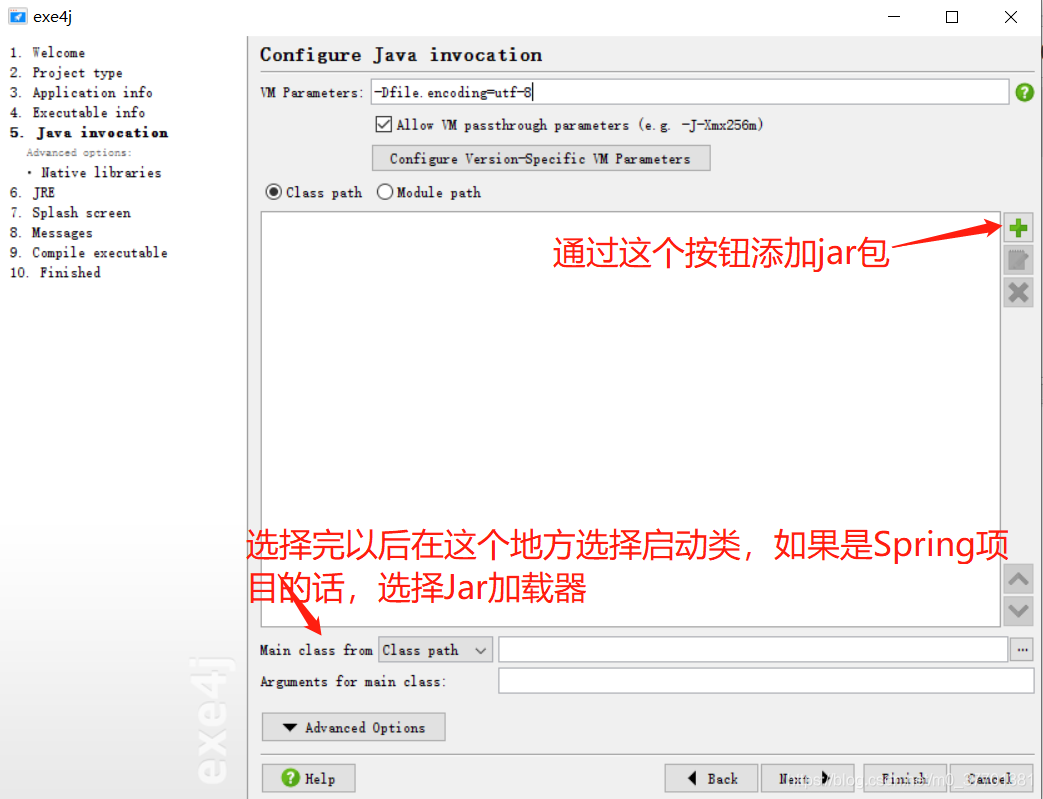 exe4j
1. Welcome
2. Project type
3. Application info
4. Executable info
5. Java invocation
Advanced options:
• Native libraries
6. JRE
7. Splash screen
8. Messages
9. Compile executable
10. Finished
exe4j
Configure Java invocation
VM Parameters: -Dfile.encoding=utf-8
Allow VM passthrough parameters (e.g. -J-Xmx256m)
Configure Version-Specific VM Parameters
Class path Module path
通过这个按钮添加jar包
选择完以后在这个地方选择启动类，如果是Spring项
目的话，选择Jar加载器
Main class from Class path ...
Arguments for main class:
Advanced Options
Help Back Next Finish Cancel